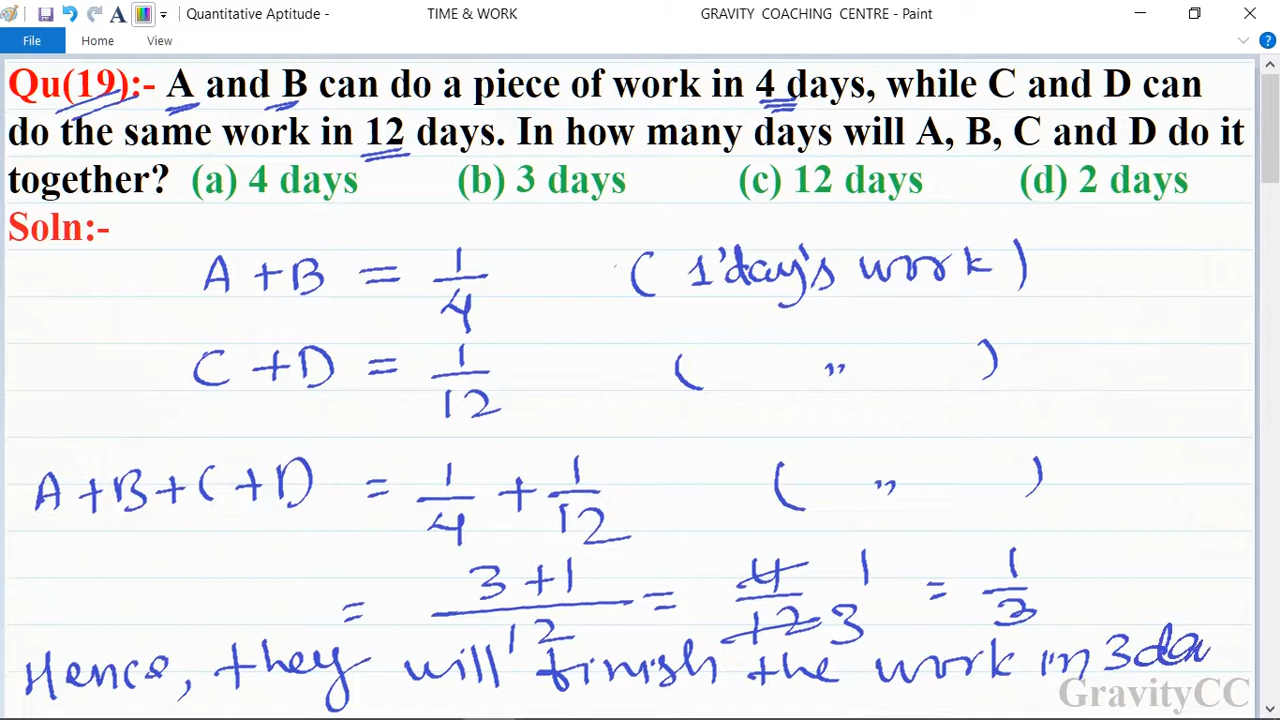 Quantitative Aptitude - TIME & WORK GRAVITY COACHING CENTRE - Paint
File Home View
Qu(19):- A and B can do a piece of work in 4 days, while C and D can
do the same work in 12 days. In how many days will A, B, C and D do it
together? (a) 4 days (b) 3 days (c) 12 days (d) 2 days
Soln:-
A + B = 1/4 ( 1'day's work )
C + D = 1/12 ( " )
A + B + C + D = 1/4 + 1/12 ( " )
= 3 + 1 / 12 = 4/12 1/3 = 1/3
Hence, they will finish the work in 3 da
GravityCC